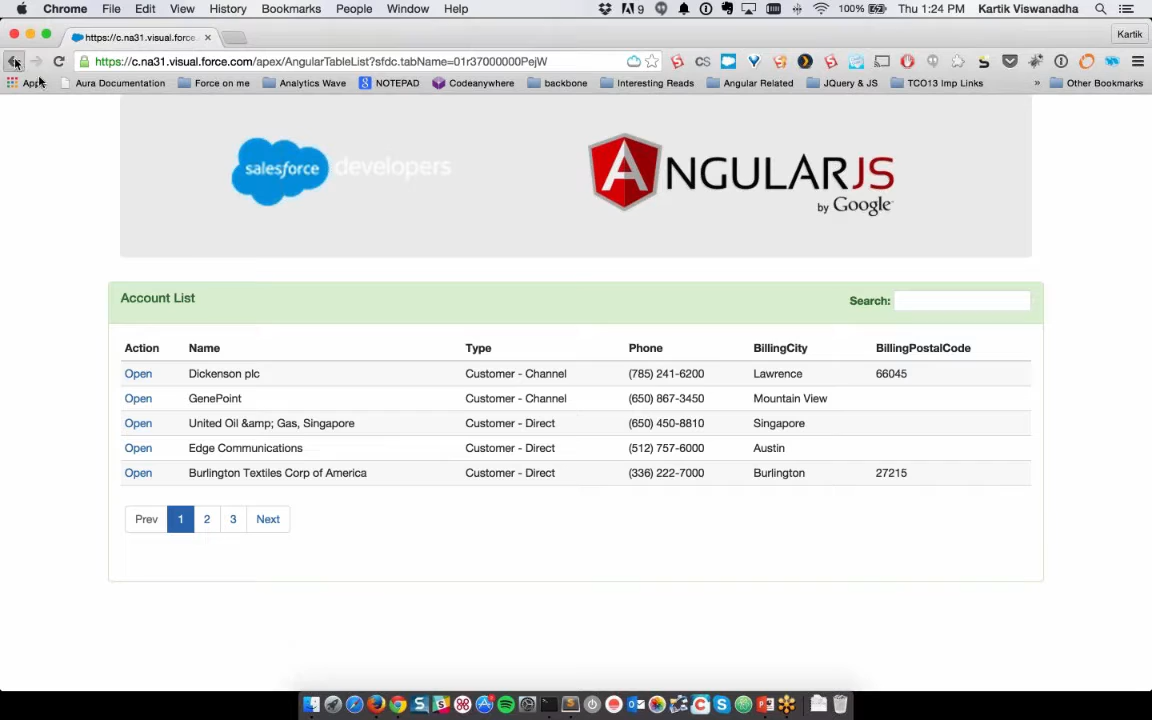 Chrome File Edit View History Bookmarks People Window Help 9 100% Thu 1:24 PM Kartik Viswanadha
https://c.na31.visual.force Kartik
https://c.na31.visual.force.com/apex/AngularTableList?sfdc.tabName=01r37000000PejW CS
Apps Aura Documentation Force on me Analytics Wave NOTEPAD Codeanywhere backbone Interesting Reads Angular Related JQuery & JS TCO13 Imp Links » Other Bookmarks
salesforce developers
ANGULARJS
by Google
Account List Search:
Action Name Type Phone BillingCity BillingPostalCode
Open Dickenson plc Customer - Channel (785) 241-6200 Lawrence 66045
Open GenePoint Customer - Channel (650) 867-3450 Mountain View
Open United Oil &amp; Gas, Singapore Customer - Direct (650) 450-8810 Singapore
Open Edge Communications Customer - Direct (512) 757-6000 Austin
Open Burlington Textiles Corp of America Customer - Direct (336) 222-7000 Burlington 27215
Prev 1 2 3 Next